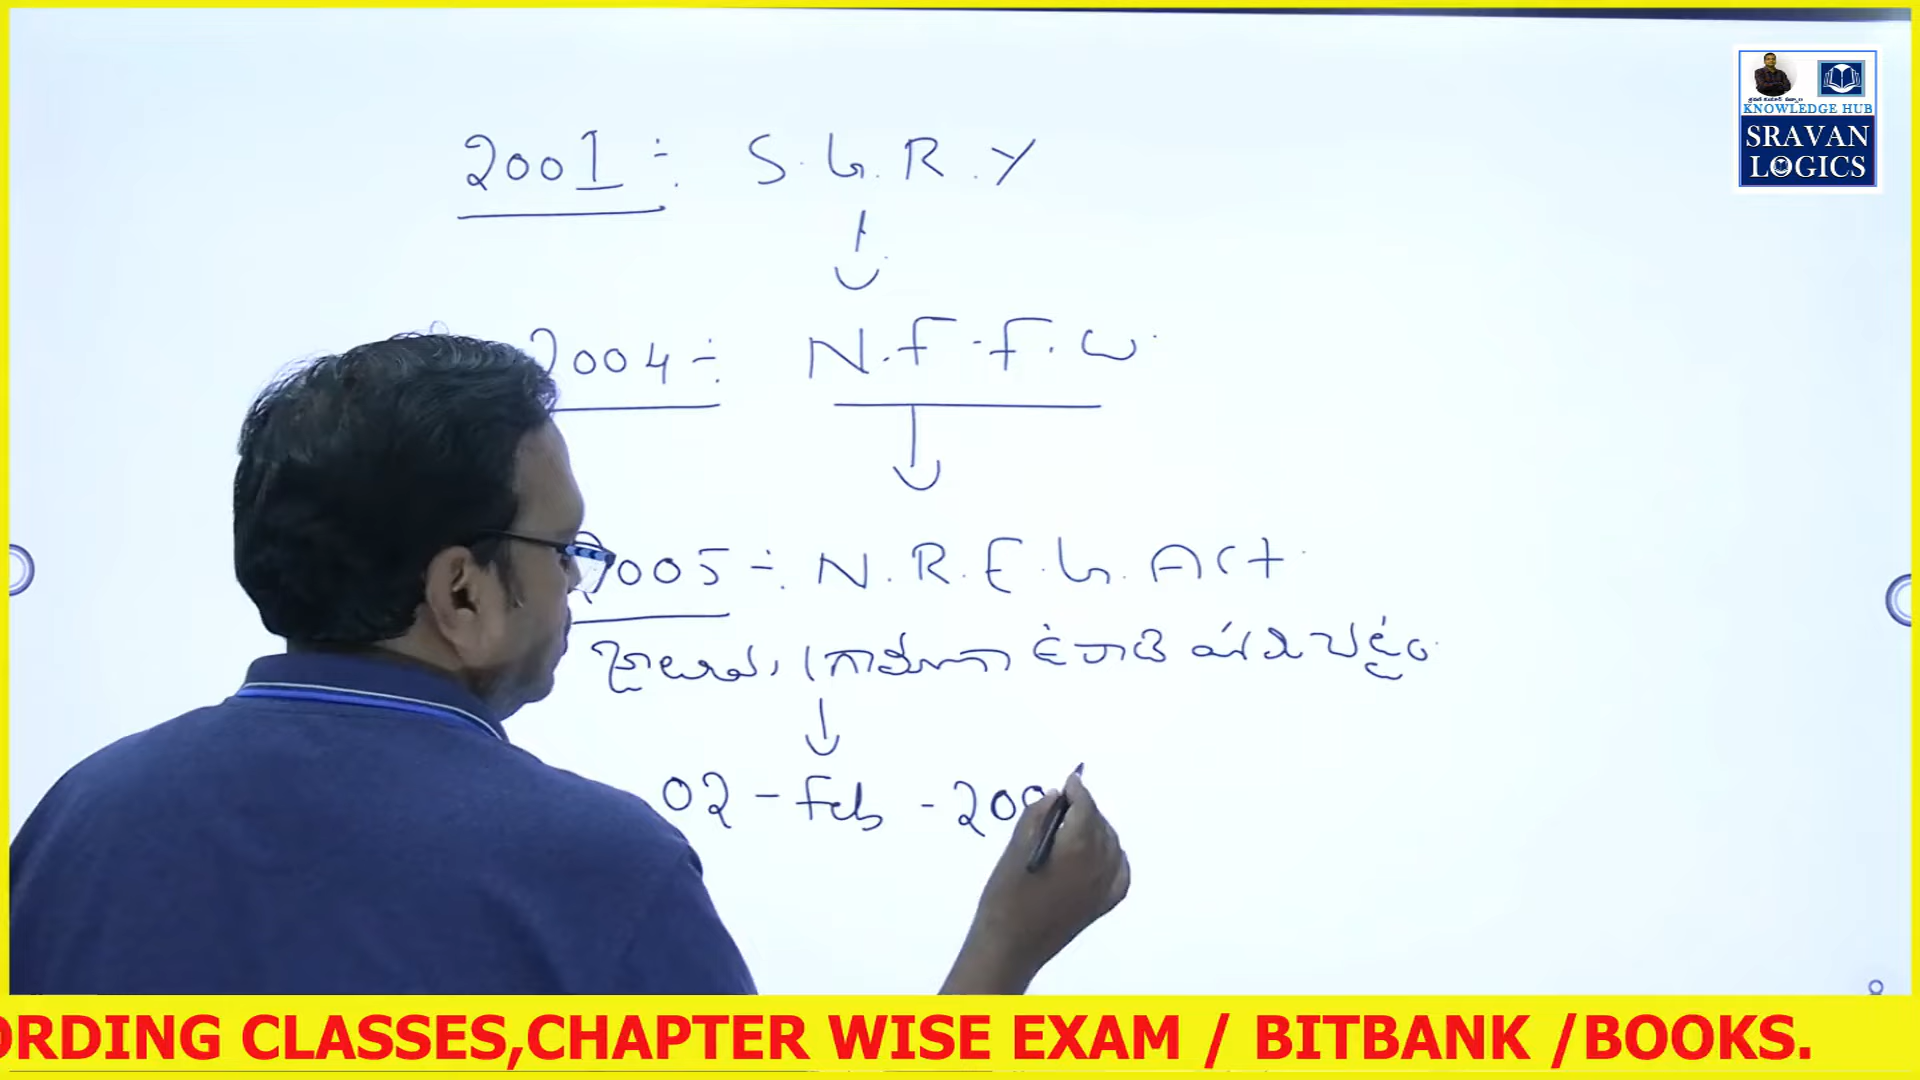 KNOWLEDGE HUB
SRAVAN
LOGICS
2001 :- S.G.R.Y
2004 :- N.F.F.W.
2005 :- N.R.E.G. Act.
జాతీయ గ్రామీణ ఉపాధి హామీ చట్టం.
02 - Feb - 200
ORDING CLASSES,CHAPTER WISE EXAM / BITBANK /BOOKS.